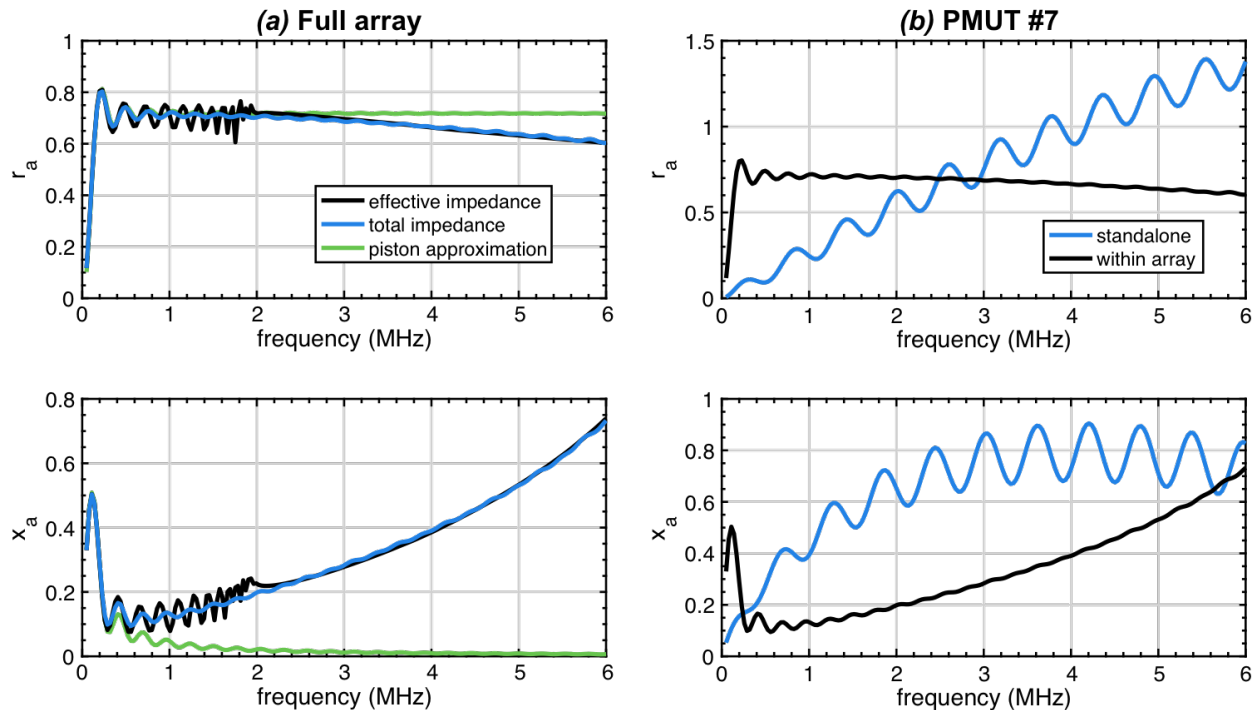 (a) Full array
1
0.8
0.6
0.4
0.2
0
r_a
effective impedance
total impedance
piston approximation
0 1 2 3 4 5 6
frequency (MHz)
(b) PMUT #7
1.5
1
0.5
0
r_a
standalone
within array
0 1 2 3 4 5 6
frequency (MHz)
0.8
0.6
0.4
0.2
0
x_a
0 1 2 3 4 5 6
frequency (MHz)
1
0.8
0.6
0.4
0.2
0
x_a
0 1 2 3 4 5 6
frequency (MHz)